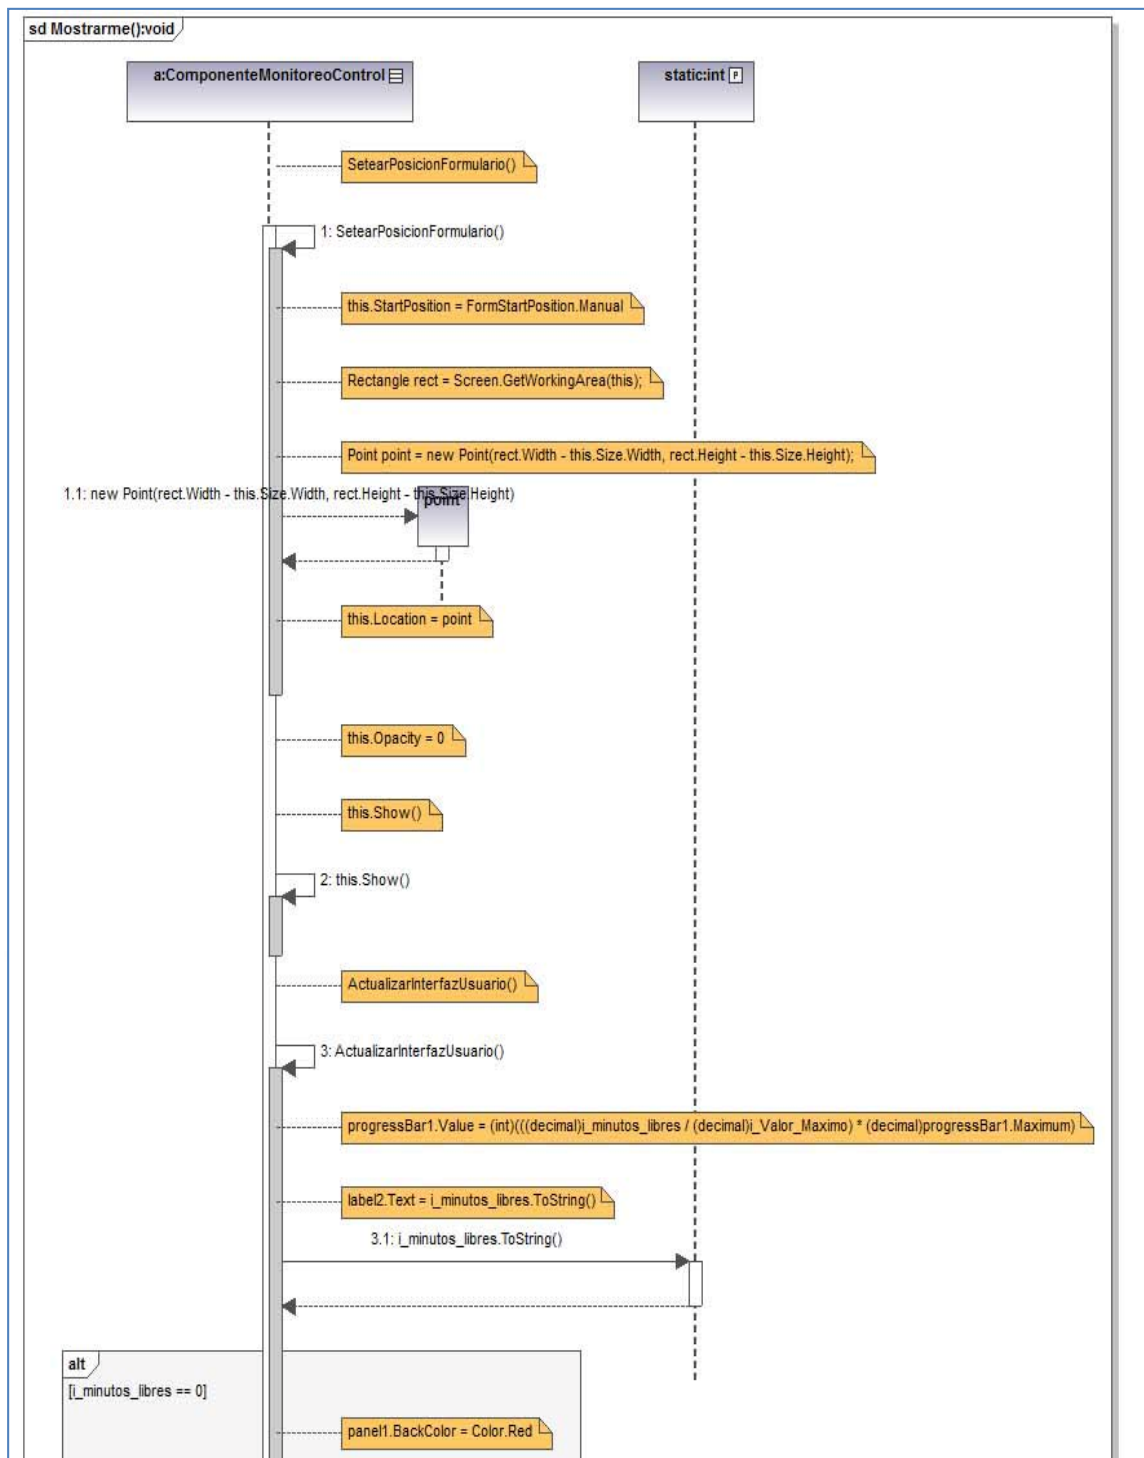 sd Mostrarme():void
a:ComponenteMonitoreoControl
static:int P
SetearPosicionFormulario()
1: SetearPosicionFormulario()
this.StartPosition = FormStartPosition.Manual
Rectangle rect = Screen.GetWorkingArea(this);
Point point = new Point(rect.Width - this.Size.Width, rect.Height - this.Size.Height);
1.1: new Point(rect.Width - this.Size.Width, rect.Height - this.Size.Height)
point
this.Location = point
this.Opacity = 0
this.Show()
2: this.Show()
ActualizarInterfazUsuario()
3: ActualizarInterfazUsuario()
progressBar1.Value = (int)(((decimal)i_minutos_libres / (decimal)i_Valor_Maximo) * (decimal)progressBar1.Maximum)
label2.Text = i_minutos_libres.ToString()
3.1: i_minutos_libres.ToString()
alt
[i_minutos_libres == 0]
panel1.BackColor = Color.Red